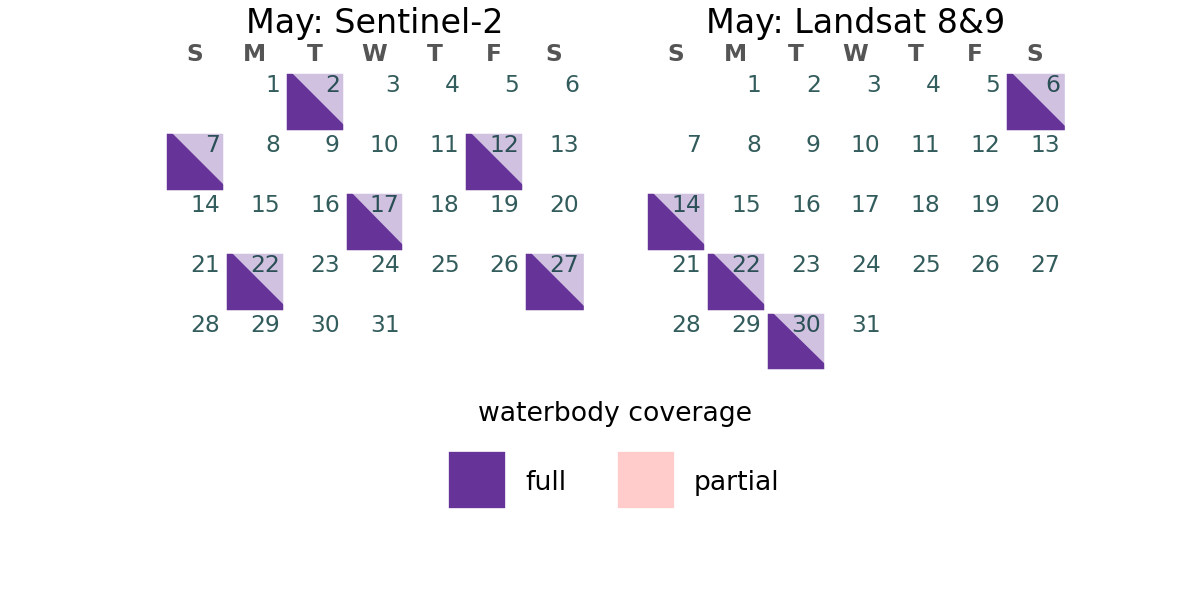 May: Sentinel-2
S M T W T F S
1 2 3 4 5 6
7 8 9 10 11 12 13
14 15 16 17 18 19 20
21 22 23 24 25 26 27
28 29 30 31
May: Landsat 8&9
S M T W T F S
1 2 3 4 5 6
7 8 9 10 11 12 13
14 15 16 17 18 19 20
21 22 23 24 25 26 27
28 29 30 31
waterbody coverage
full partial